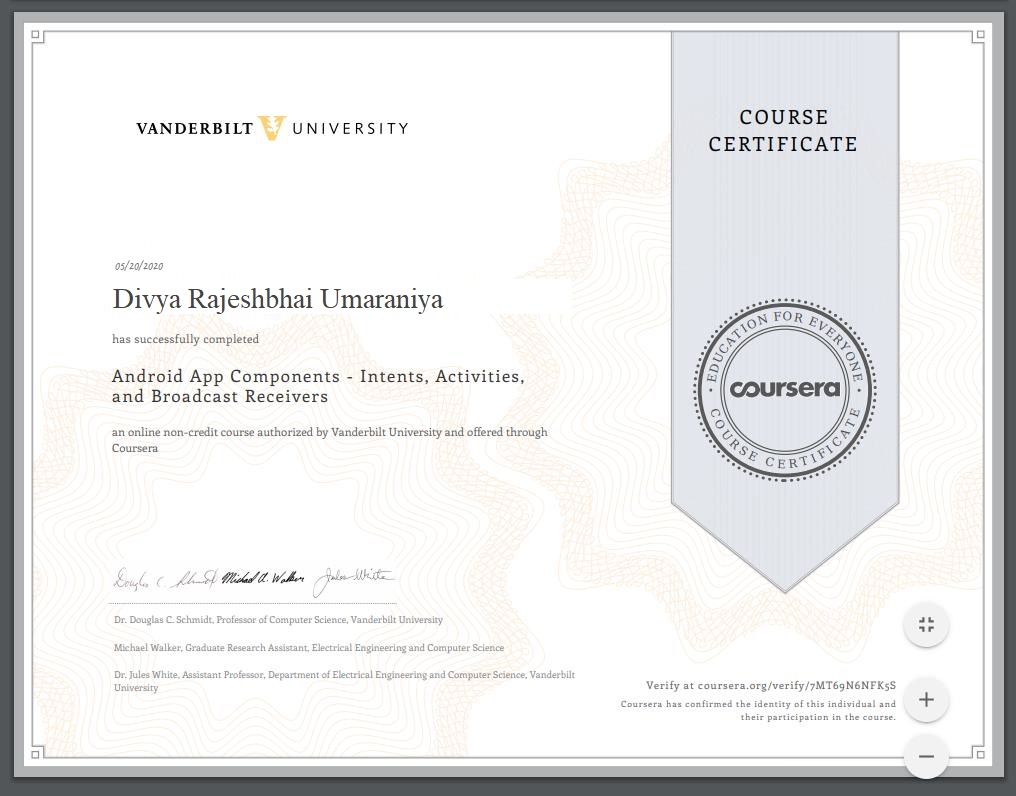 VANDERBILT UNIVERSITY
COURSE
CERTIFICATE
05/20/2020
Divya Rajeshbhai Umaraniya
has successfully completed
Android App Components - Intents, Activities,
and Broadcast Receivers
an online non-credit course authorized by Vanderbilt University and offered through
Coursera
EDUCATION FOR EVERYONE
coursera
COURSE CERTIFICATE
Douglas C. Schmidt Michael A. Walker Jules White
Dr. Douglas C. Schmidt, Professor of Computer Science, Vanderbilt University
Michael Walker, Graduate Research Assistant, Electrical Engineering and Computer Science
Dr. Jules White, Assistant Professor, Department of Electrical Engineering and Computer Science, Vanderbilt
University
Verify at coursera.org/verify/7MT69N6NFK5S
Coursera has confirmed the identity of this individual and
their participation in the course.